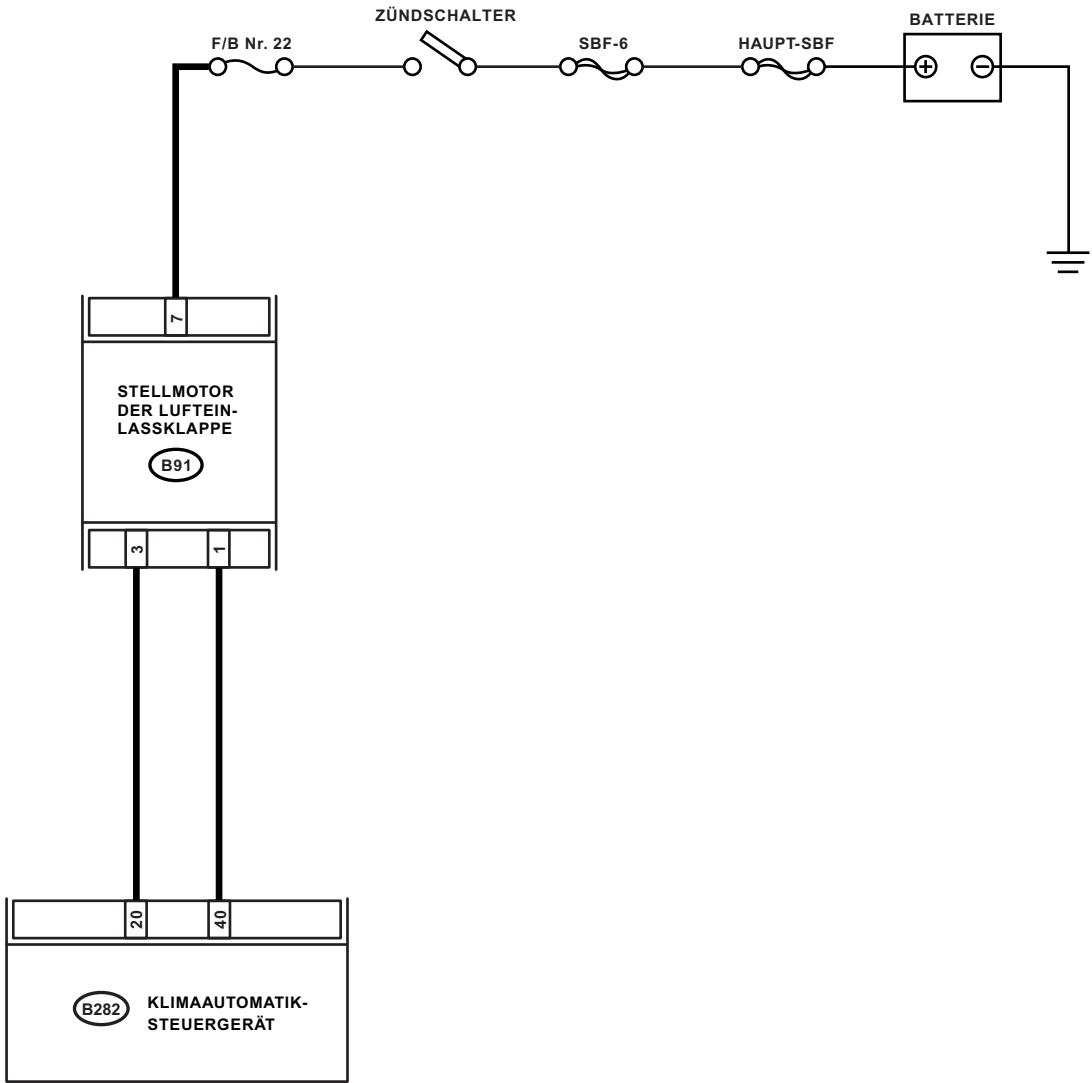 ZÜNDSCHALTER
BATTERIE
F/B Nr. 22
SBF-6
HAUPT-SBF
7
STELLMOTOR
DER LUFTEIN-
LASSKLAPPE
B91
3
1
20
40
B282
KLIMAAUTOMATIK-
STEUERGERÄT